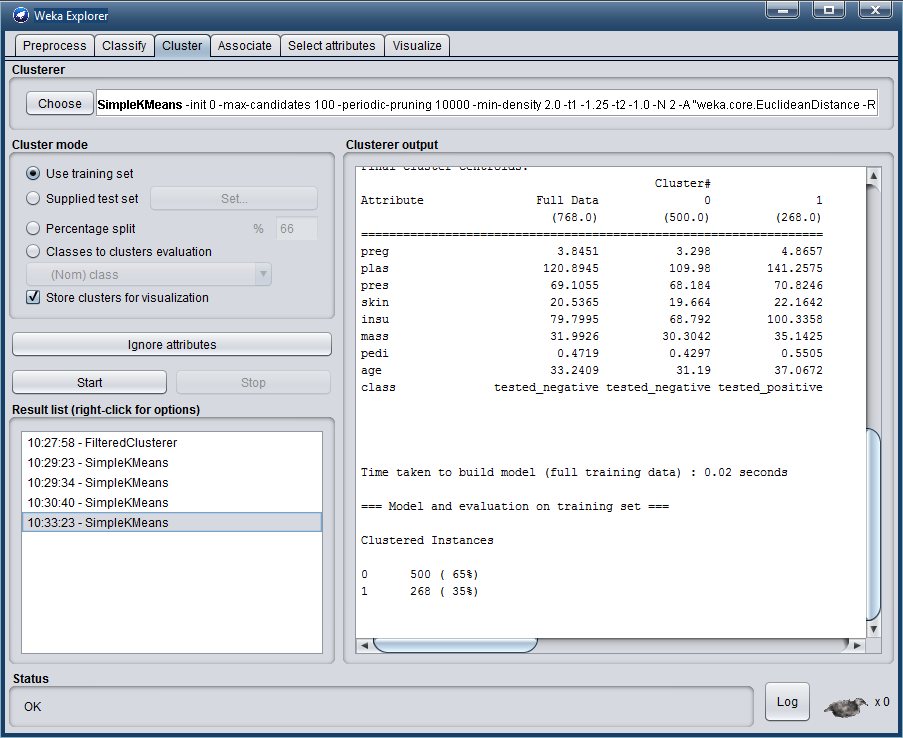 Weka Explorer
Preprocess Classify Cluster Associate Select attributes Visualize
Clusterer
Choose SimpleKMeans -init 0 -max-candidates 100 -periodic-pruning 10000 -min-density 2.0 -t1 -1.25 -t2 -1.0 -N 2 -A "weka.core.EuclideanDistance -R
Cluster mode
Use training set
Supplied test set Set...
Percentage split % 66
Classes to clusters evaluation
(Nom) class
Store clusters for visualization
Ignore attributes
Start Stop
Result list (right-click for options)
10:27:58 - FilteredClusterer
10:29:23 - SimpleKMeans
10:29:34 - SimpleKMeans
10:30:40 - SimpleKMeans
10:33:23 - SimpleKMeans
Clusterer output
Final cluster centroids:
Cluster#
Attribute Full Data 0 1
(768.0) (500.0) (268.0)
==================================================================
preg 3.8451 3.298 4.8657
plas 120.8945 109.98 141.2575
pres 69.1055 68.184 70.8246
skin 20.5365 19.664 22.1642
insu 79.7995 68.792 100.3358
mass 31.9926 30.3042 35.1425
pedi 0.4719 0.4297 0.5505
age 33.2409 31.19 37.0672
class tested_negative tested_negative tested_positive
Time taken to build model (full training data) : 0.02 seconds
=== Model and evaluation on training set ===
Clustered Instances
0 500 ( 65%)
1 268 ( 35%)
Status
OK
Log
x 0